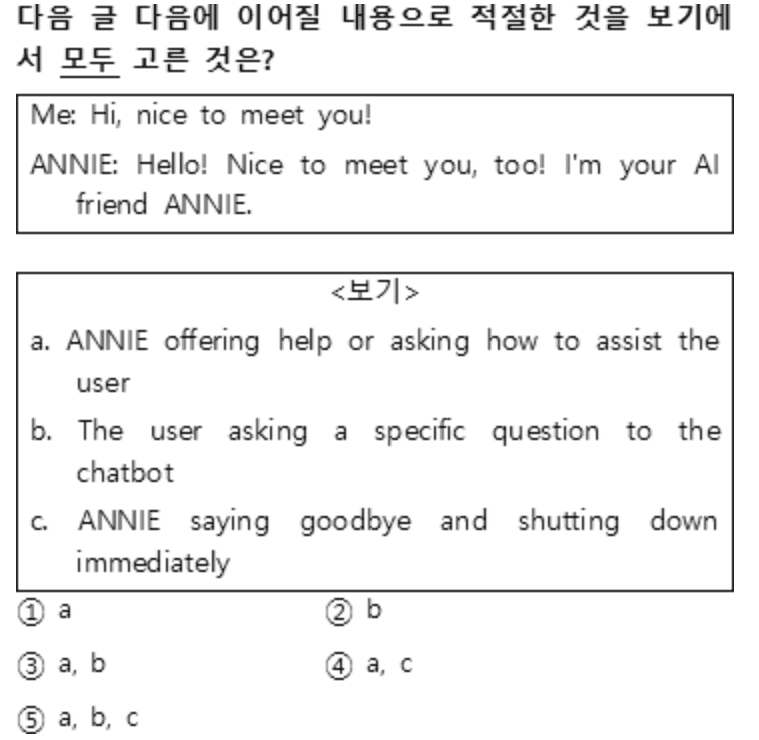 다음 글 다음에 이어질 내용으로 적절한 것을 보기에
서 모두 고른 것은?
Me: Hi, nice to meet you!
ANNIE: Hello! Nice to meet you, too! I'm your AI
friend ANNIE.
<보기>
a. ANNIE offering help or asking how to assist the
user
b. The user asking a specific question to the
chatbot
c. ANNIE saying goodbye and shutting down
immediately
① a ② b
③ a, b ④ a, c
⑤ a, b, c